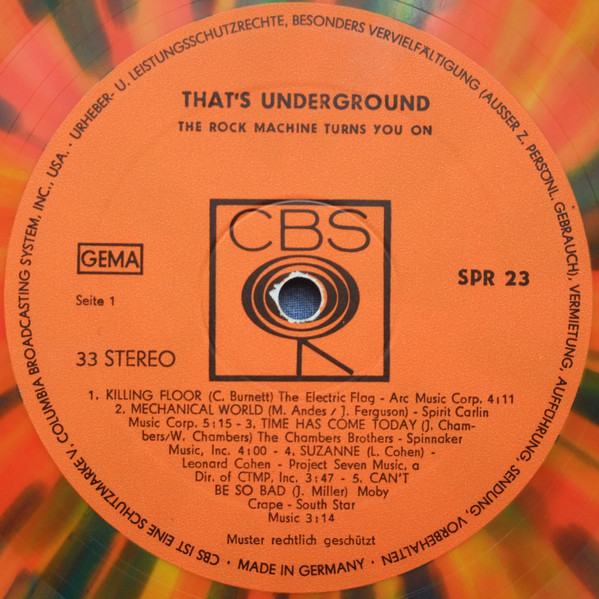 THAT'S UNDERGROUND
THE ROCK MACHINE TURNS YOU ON
CBS
GEMA
SPR 23
Seite 1
33 STEREO
1. KILLING FLOOR (C. Burnett) The Electric Flag - Arc Music Corp. 4:11
2. MECHANICAL WORLD (M. Andes / J. Ferguson) - Spirit Carlin
Music Corp. 5:15 - 3. TIME HAS COME TODAY (J. Cham-
bers/W. Chambers) The Chambers Brothers - Spinnaker
Music, Inc. 4:00 - 4. SUZANNE (L. Cohen) -
Leonard Cohen - Project Seven Music, a
Dir. of CTMP, Inc. 3:47 - 5. CAN'T
BE SO BAD (J. Miller) Moby
Crape - South Star
Music 3:14
Muster rechtlich geschützt
CBS IST EINE SCHUTZMARKE V. COLUMBIA BROADCASTING SYSTEM, INC., USA. · URHEBER- U. LEISTUNGSSCHUTZRECHTE, BESONDERS VERVIELFÄLTIGUNG (AUSSER Z. PERSÖNL. GEBRAUCH), VERMIETUNG, AUFFÜHRUNG, SENDUNG, VORBEHALTEN · MADE IN GERMANY ·